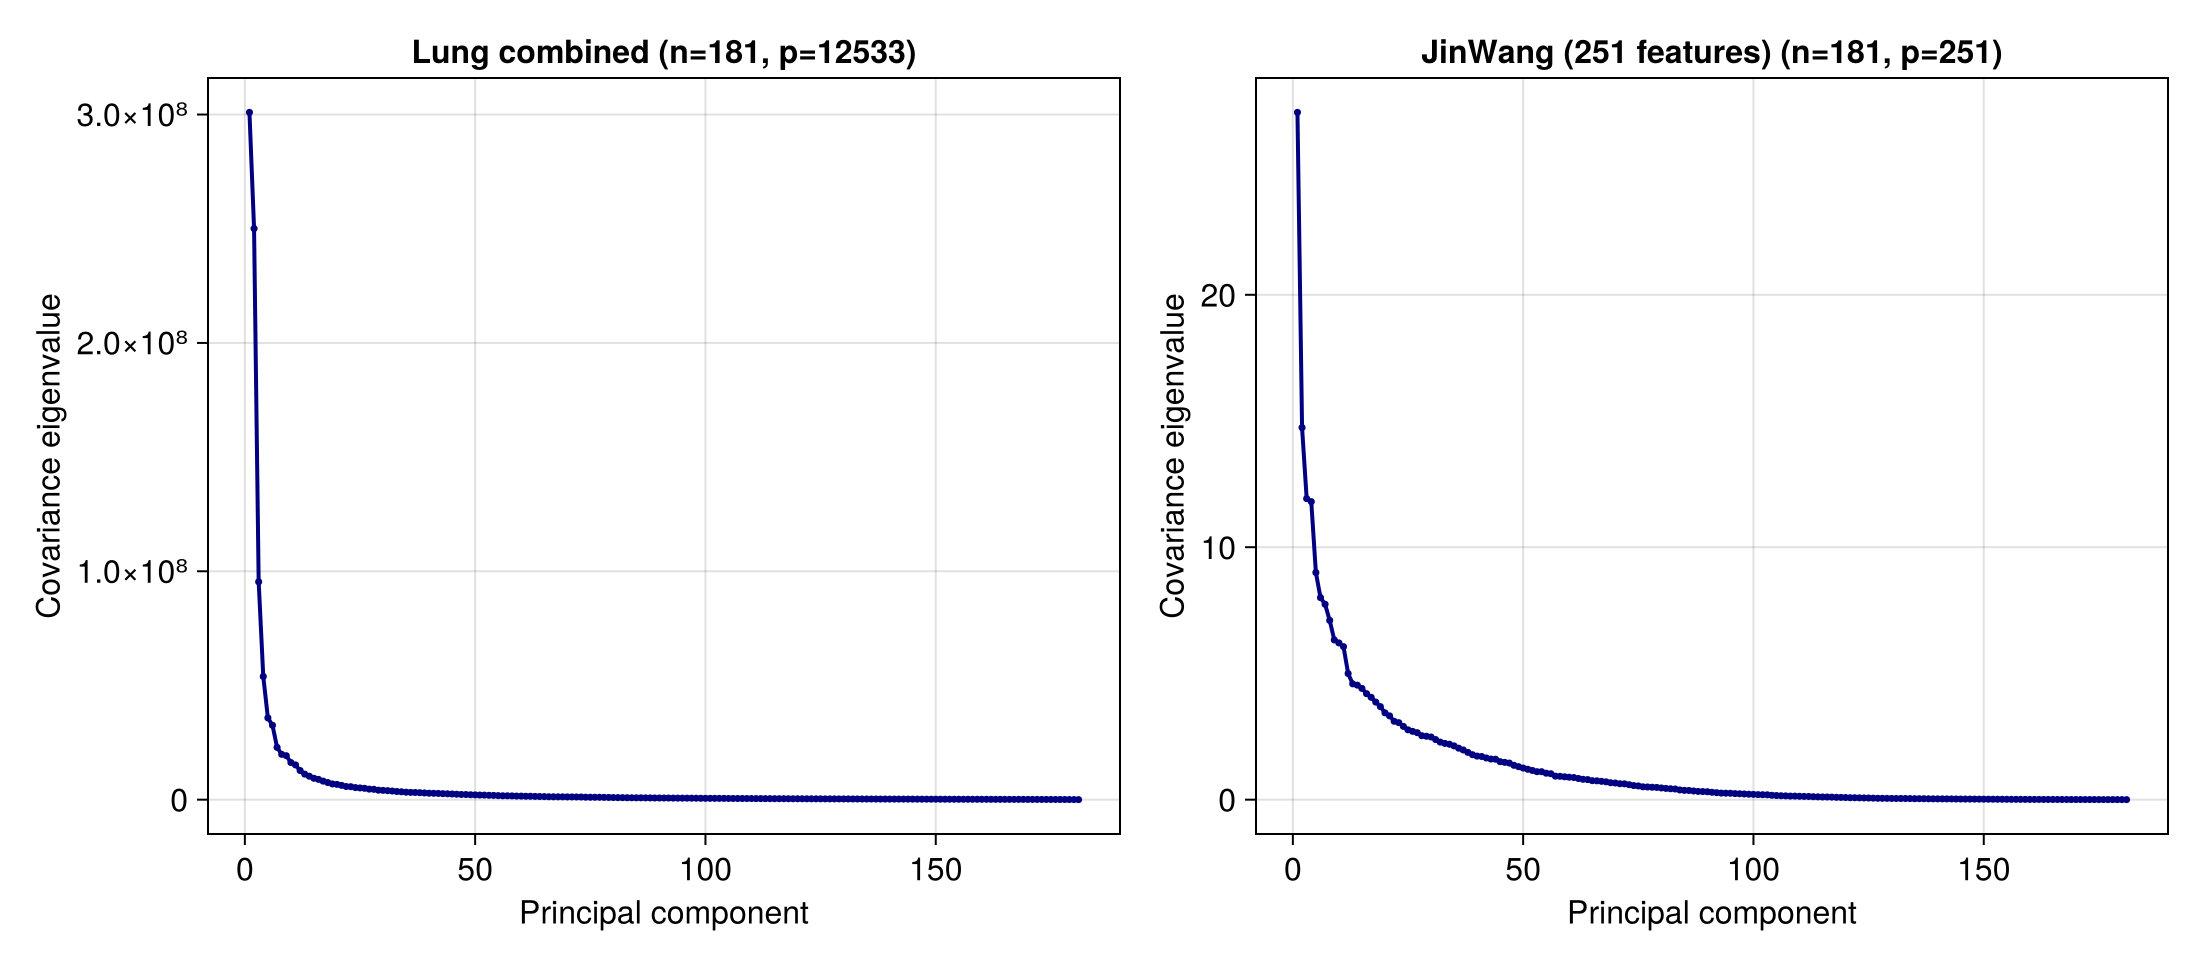 Lung combined (n=181, p=12533)
Covariance eigenvalue
3.0×10⁸
2.0×10⁸
1.0×10⁸
0
0 50 100 150
Principal component
JinWang (251 features) (n=181, p=251)
Covariance eigenvalue
20
10
0
0 50 100 150
Principal component